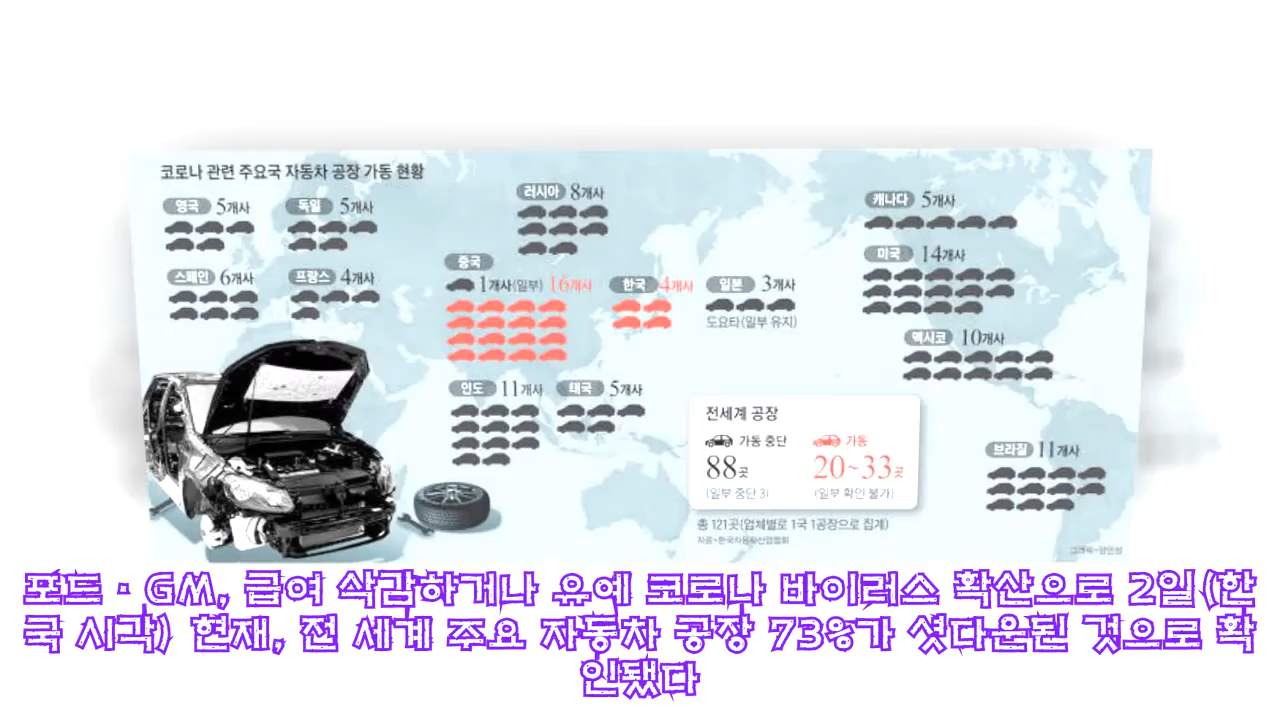 코로나 관련 주요국 자동차 공장 가동 현황
영국 5개사
독일 5개사
러시아 8개사
캐나다 5개사
스페인 6개사
프랑스 4개사
중국
1개사(일부) 16개사
한국 4개사
일본 3개사
도요타(일부 유지)
미국 14개사
멕시코 10개사
인도 11개사
태국 5개사
전세계 공장
가동 중단
가동
88곳
20~33곳
(일부 중단 3)
(일부 확인 불가)
브라질 11개사
총 121곳(업체별로 1국 1공장으로 집계)
자료=한국자동차산업협회
포드·GM, 급여 삭감하거나 유예 코로나 바이러스 확산으로 2일(한
국 시각) 현재, 전 세계 주요 자동차 공장 73%가 셧다운된 것으로 확
인됐다